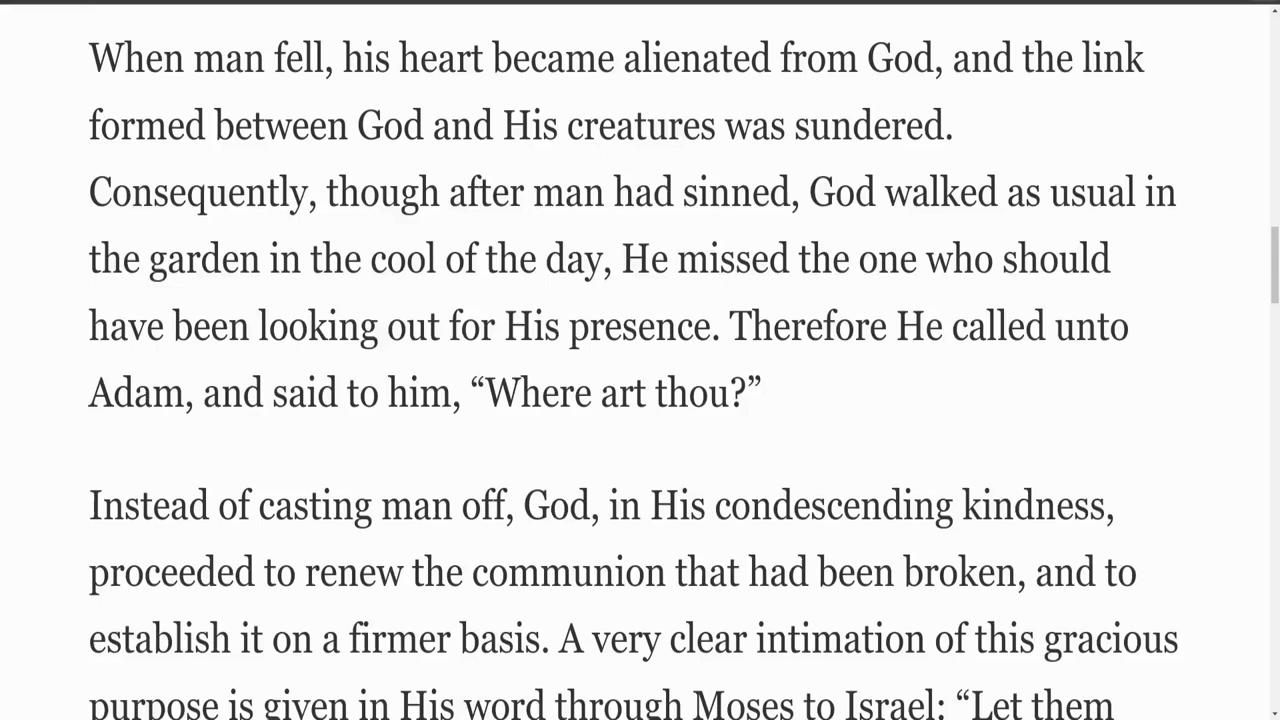 When man fell, his heart became alienated from God, and the link
formed between God and His creatures was sundered.
Consequently, though after man had sinned, God walked as usual in
the garden in the cool of the day, He missed the one who should
have been looking out for His presence. Therefore He called unto
Adam, and said to him, “Where art thou?”
Instead of casting man off, God, in His condescending kindness,
proceeded to renew the communion that had been broken, and to
establish it on a firmer basis. A very clear intimation of this gracious
purpose is given in His word through Moses to Israel: “Let them